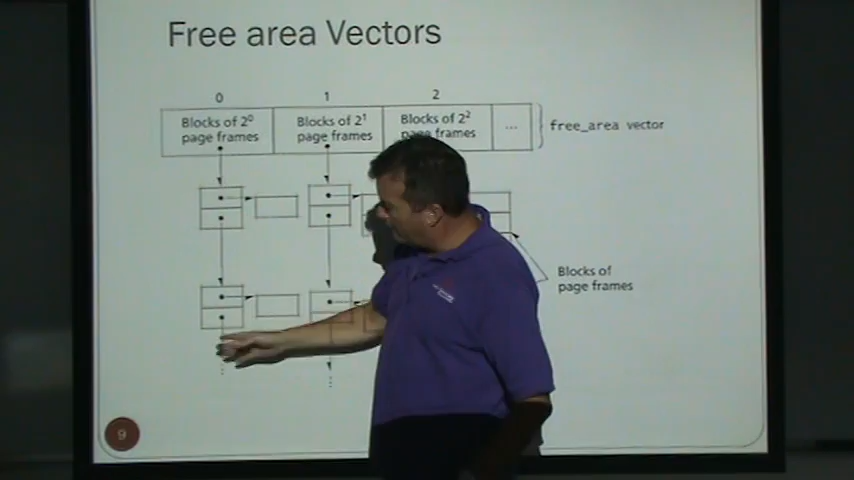 Free area Vectors
0 1 2
Blocks of 2⁰ Blocks of 2¹ Blocks of 2²
page frames page frames page frames
...
free_area vector
Blocks of
page frames
9